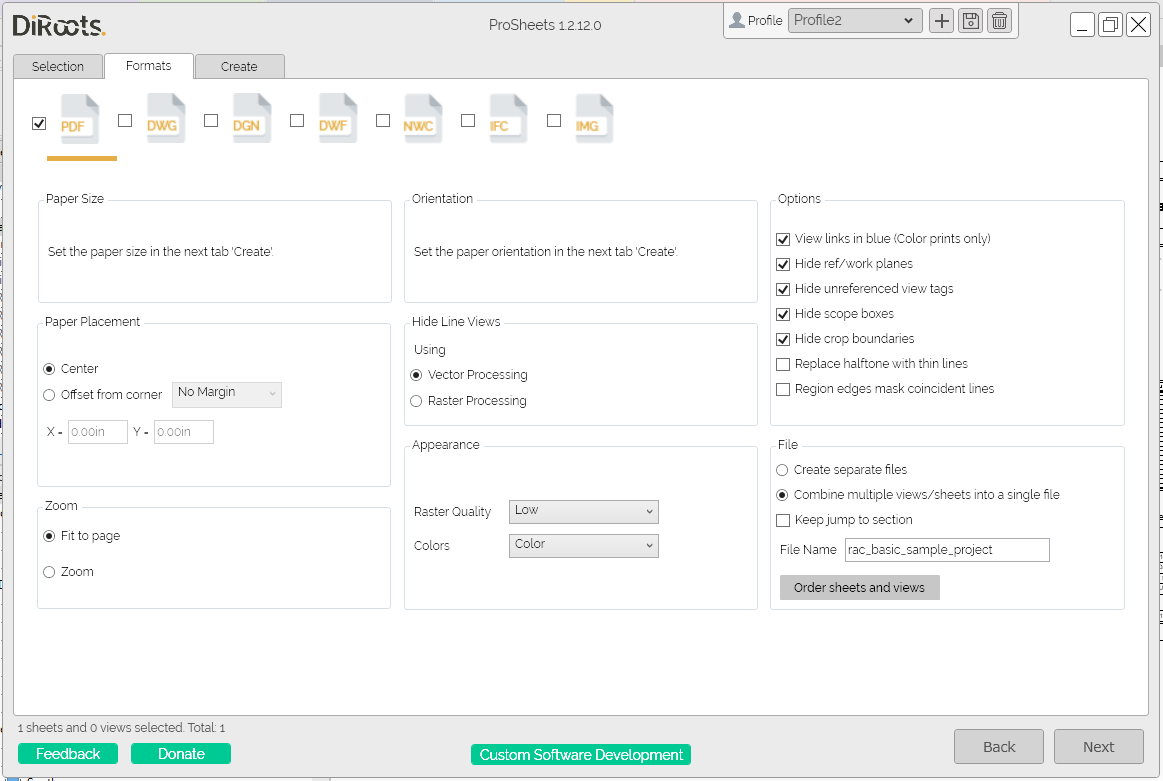 DiRoots.
ProSheets 1.2.12.0
Profile
Profile2
Selection
Formats
Create
PDF
DWG
DGN
DWF
NWC
IFC
IMG
Paper Size
Set the paper size in the next tab 'Create'.
Orientation
Set the paper orientation in the next tab 'Create'.
Options
View links in blue (Color prints only)
Hide ref/work planes
Hide unreferenced view tags
Hide scope boxes
Hide crop boundaries
Replace halftone with thin lines
Region edges mask coincident lines
Paper Placement
Center
Offset from corner
No Margin
X =
0.00in
Y =
0.00in
Hide Line Views
Using
Vector Processing
Raster Processing
Zoom
Fit to page
Zoom
Appearance
Raster Quality
Low
Colors
Color
File
Create separate files
Combine multiple views/sheets into a single file
Keep jump to section
File Name
rac_basic_sample_project
Order sheets and views
1 sheets and 0 views selected. Total: 1
Feedback
Donate
Custom Software Development
Back
Next